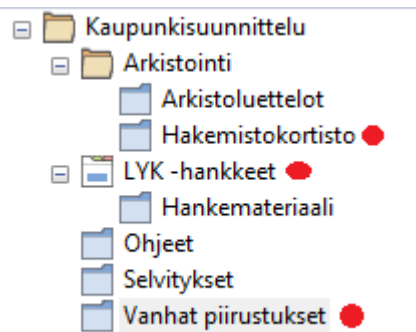 Kaupunkisuunnittelu
Arkistointi
Arkistoluettelot
Hakemistokortisto
LYK -hankkeet
Hankemateriaali
Ohjeet
Selvitykset
Vanhat piirustukset